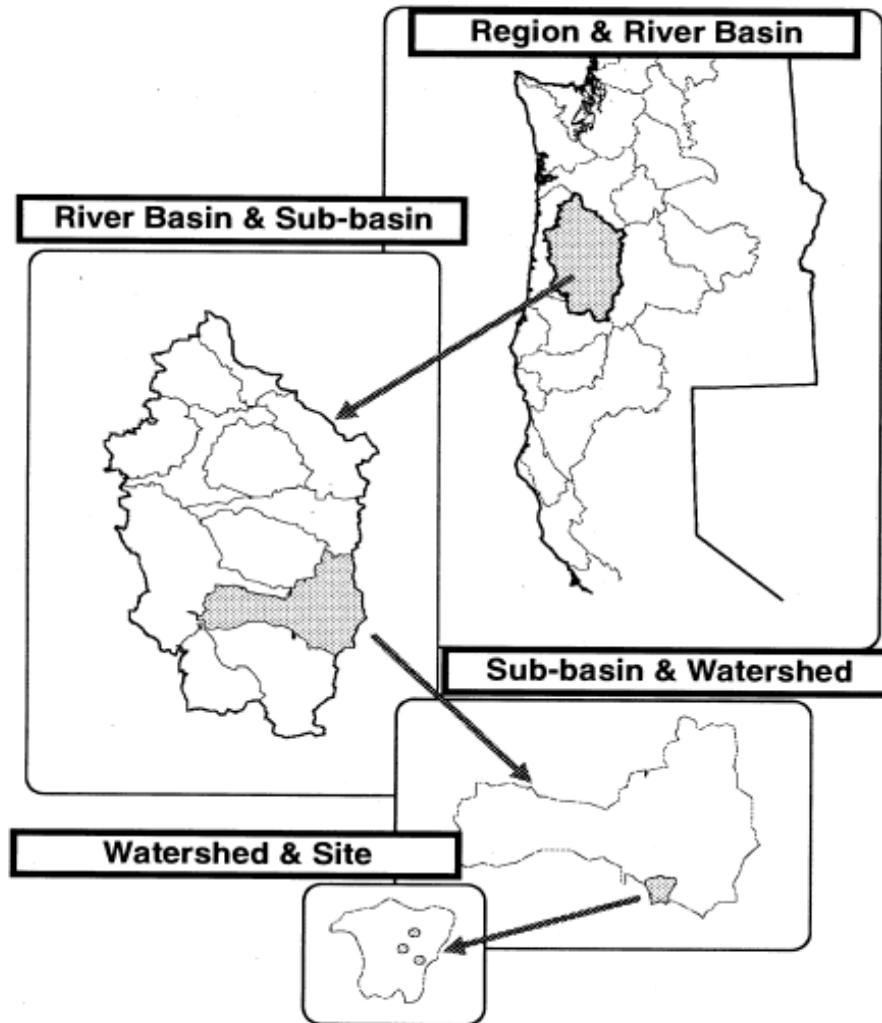 Region & River Basin
River Basin & Sub-basin
Sub-basin & Watershed
Watershed & Site